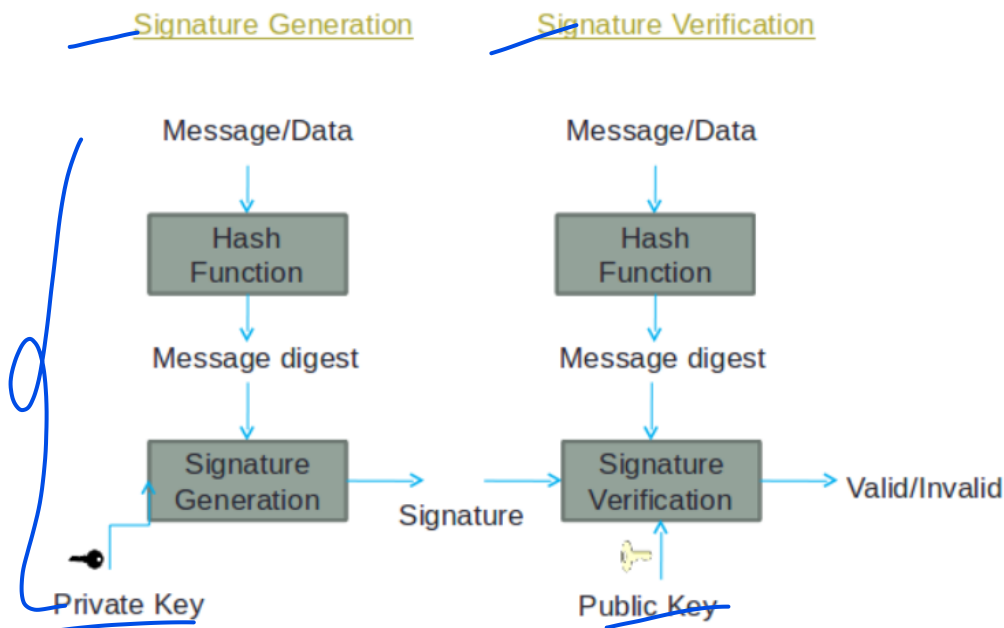 Signature Generation
Signature Verification
Message/Data
Message/Data
Hash
Function
Hash
Function
Message digest
Message digest
Signature
Generation
Signature
Verification
Signature
Valid/Invalid
Private Key
Public Key